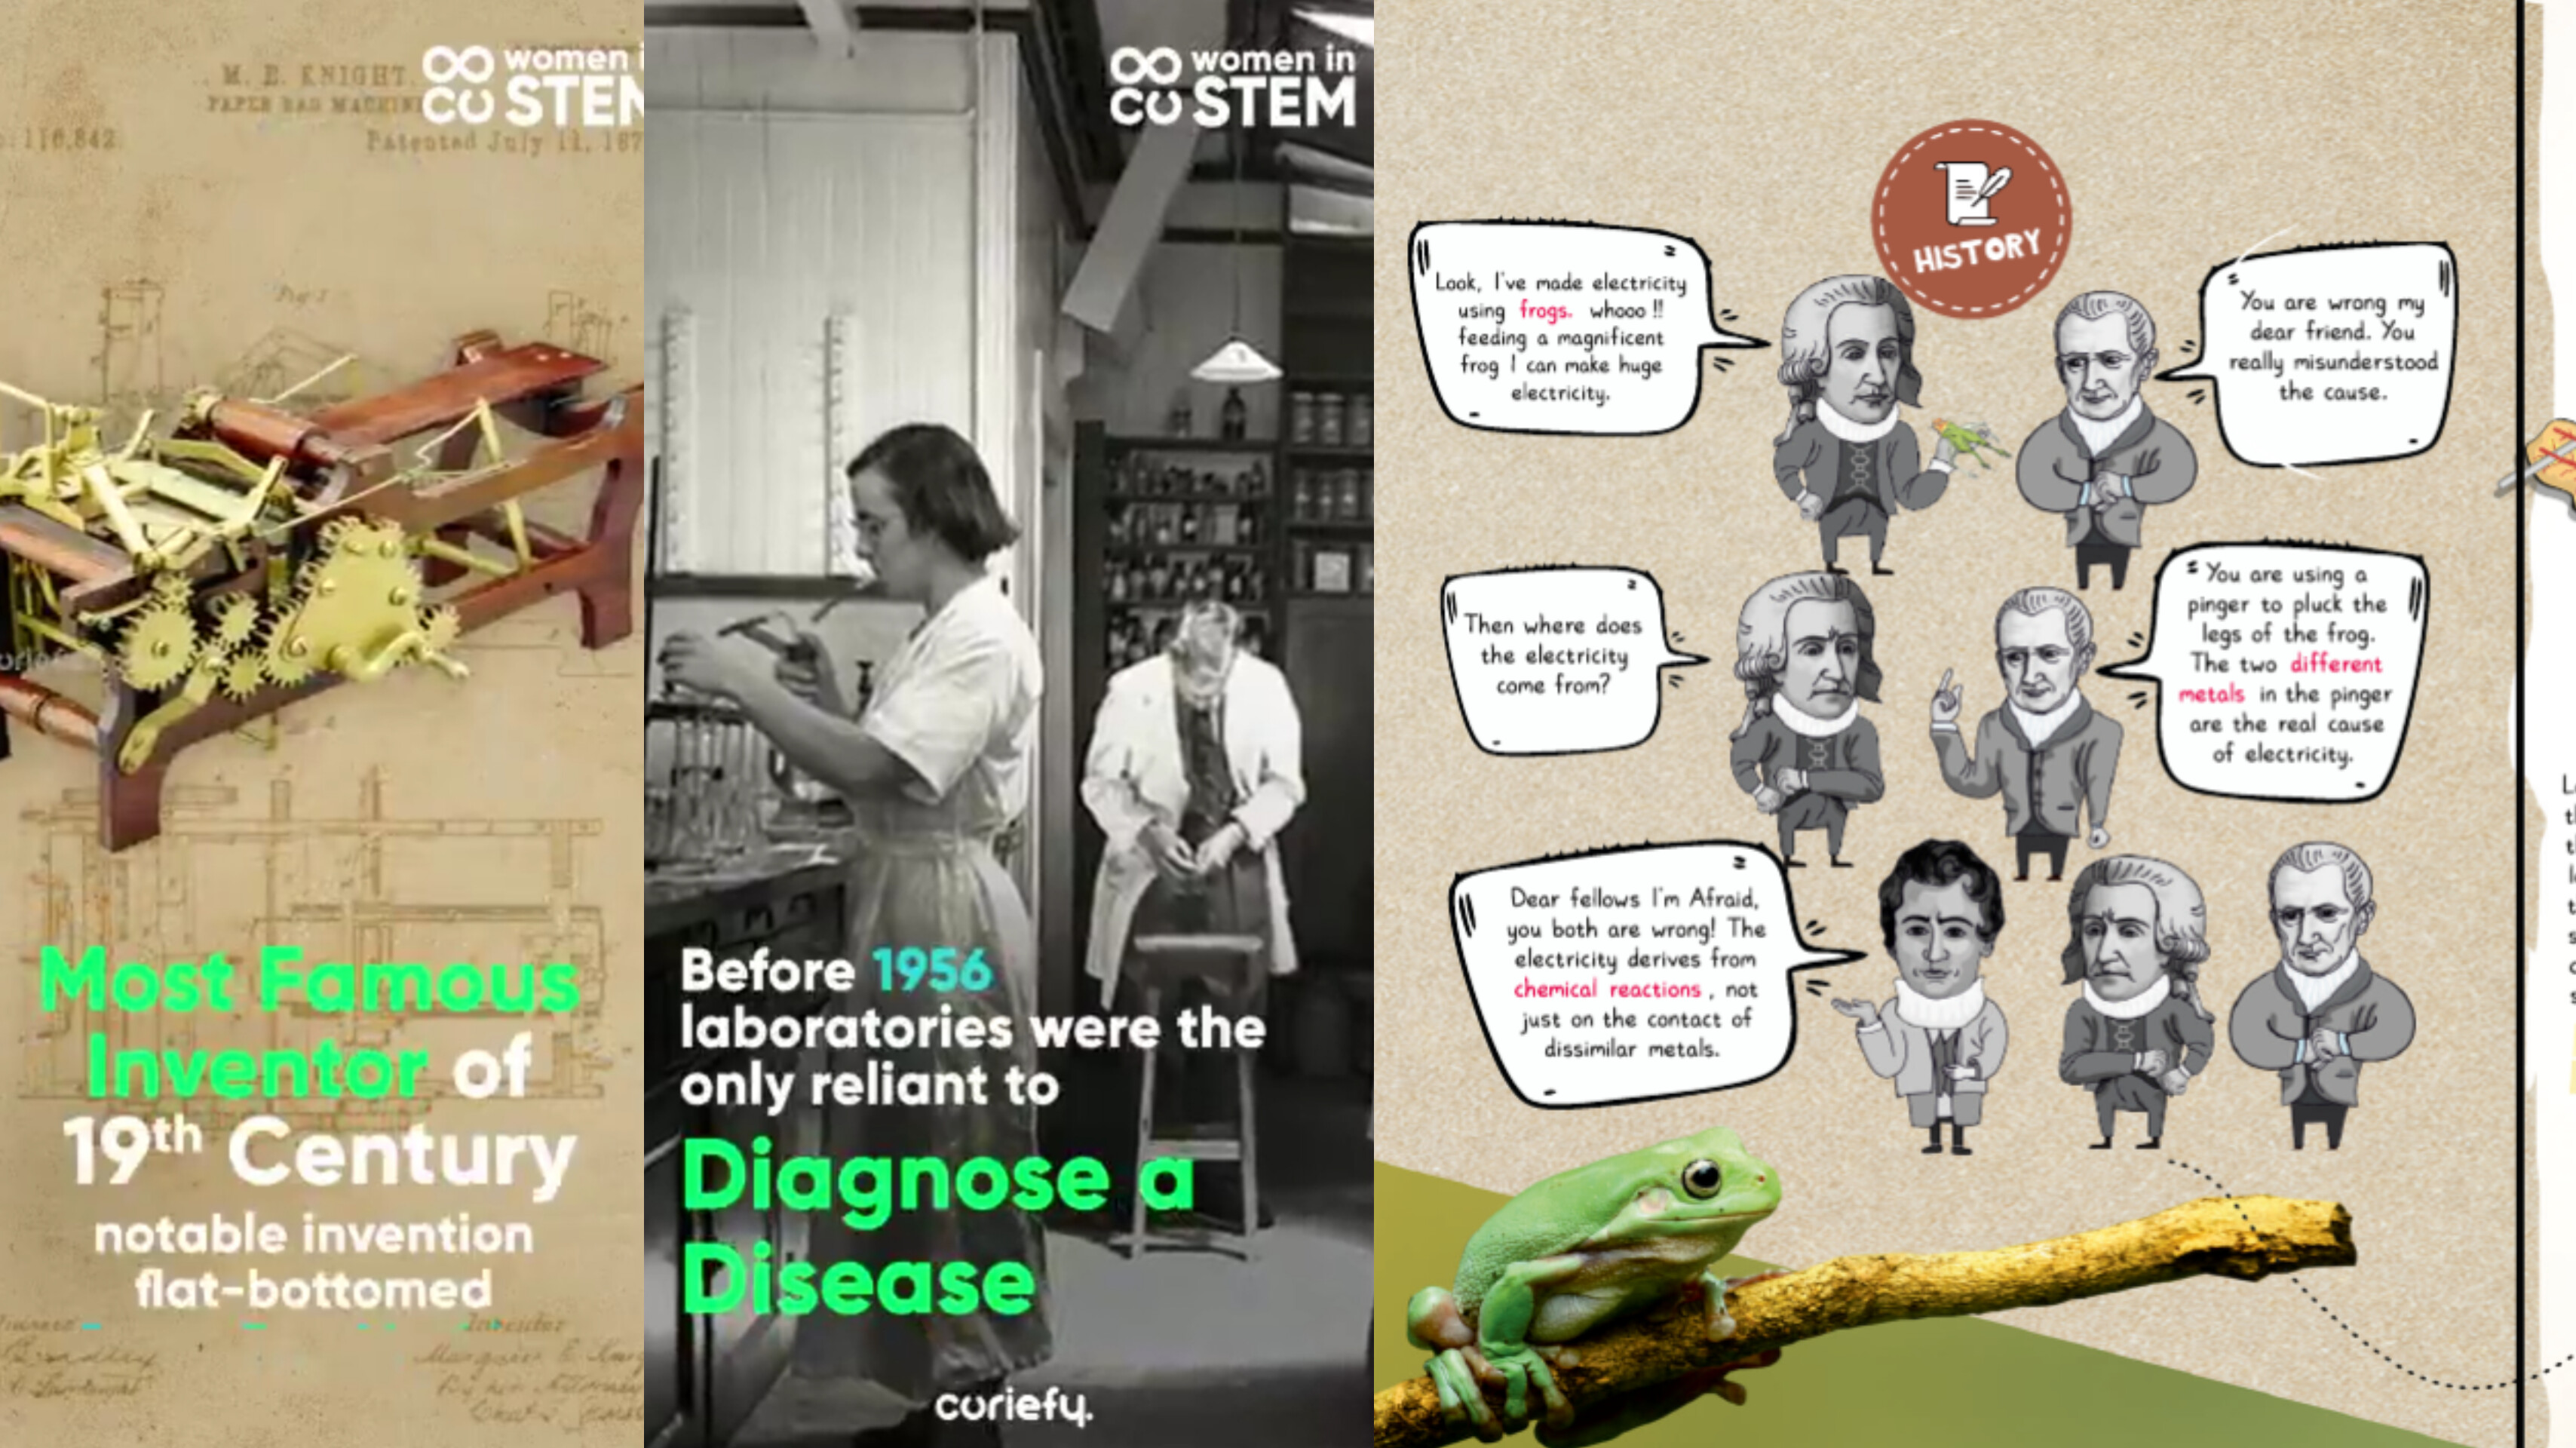 M. E. KNIGHT.
PAPER BAG MACHINE
116,842.
Patented July 11, 187
women i
STEM
Most Famous
Inventor of
19th Century
notable invention
flat-bottomed
Inventor
women in
STEM
Before 1956
laboratories were the
only reliant to
Diagnose a
Disease
curiefy.
HISTORY
Look, I've made electricity
using frogs. whooo !!
feeding a magnificent
frog I can make huge
electricity.
You are wrong my
dear friend. You
really misunderstood
the cause.
Then where does
the electricity
come from?
You are using a
pinger to pluck the
legs of the frog.
The two different
metals in the pinger
are the real cause
of electricity.
Dear fellows I'm Afraid,
you both are wrong! The
electricity derives from
chemical reactions , not
just on the contact of
dissimilar metals.